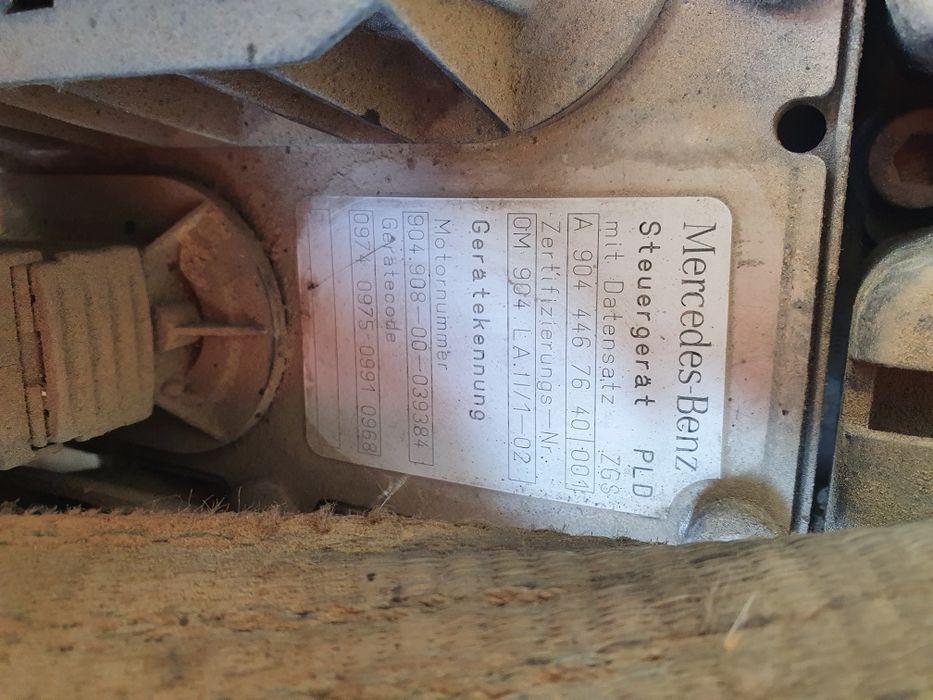 Mercedes-Benz
Steuergerät PLD
mit Datensatz ZGS
A 904 446 76 40 001
Zertifizierungs-Nr.
OM 904 LA.II/1-02
Gerätekennung
Motornummer
904.908-00-039384
Gerätecode
0974 0975 0991 0968